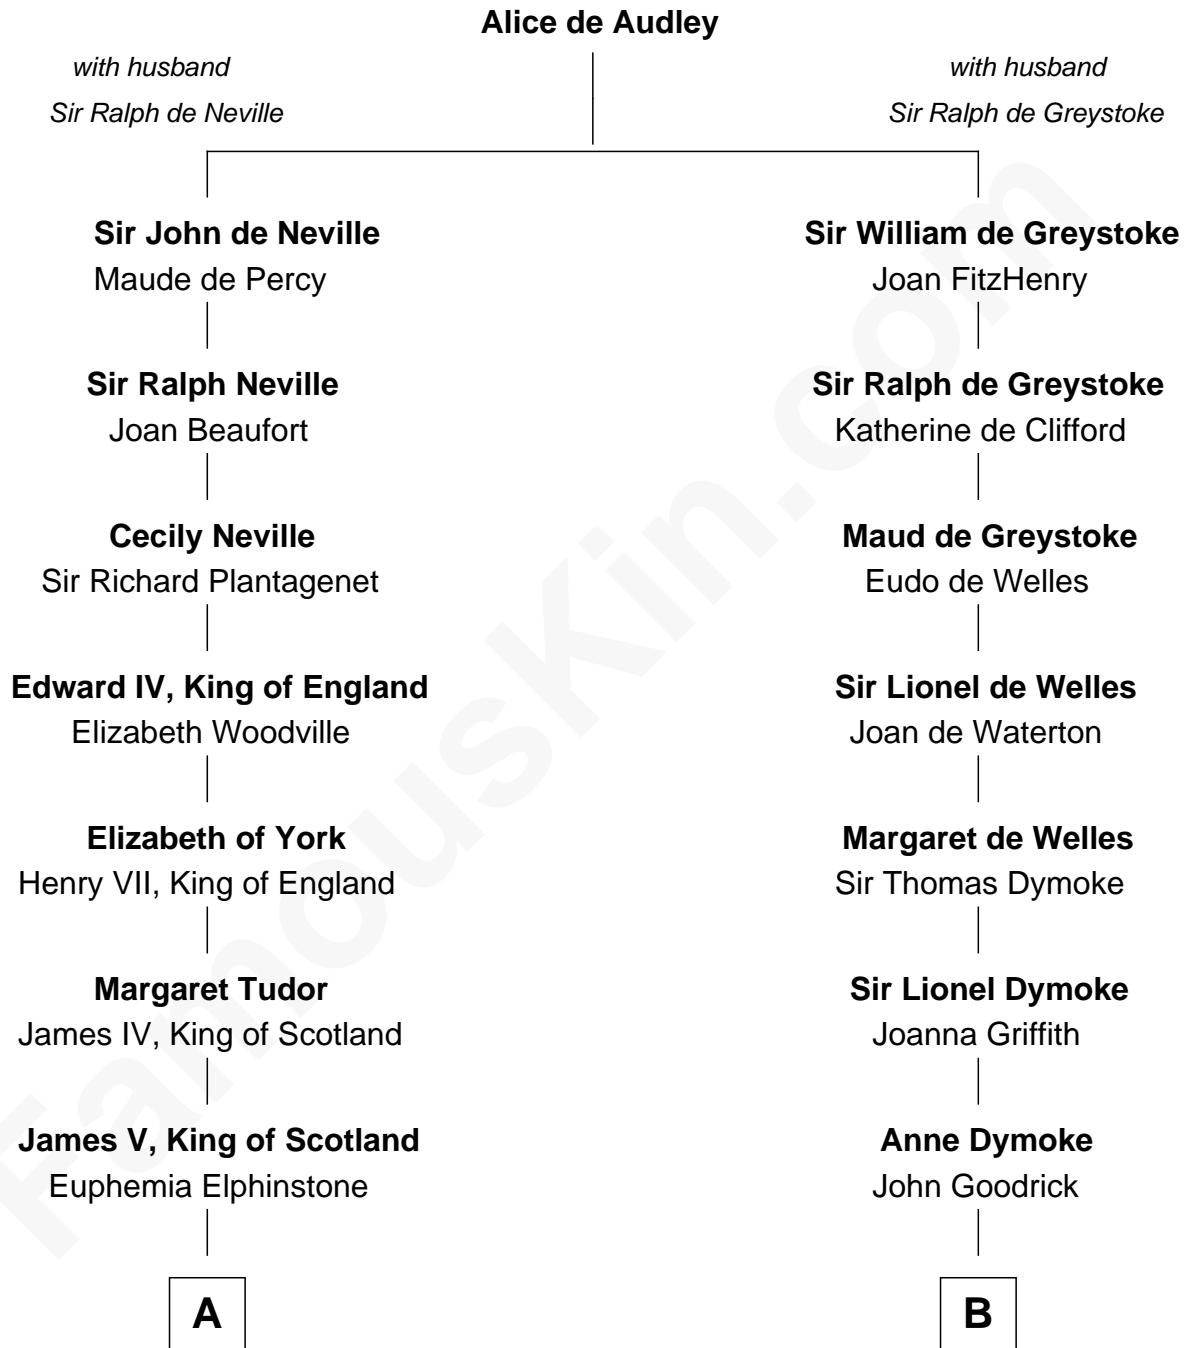 Alice de Audley
with husband
Sir Ralph de Neville
with husband
Sir Ralph de Greystoke
Sir John de Neville
Maude de Percy
Sir William de Greystoke
Joan FitzHenry
Sir Ralph Neville
Joan Beaufort
Sir Ralph de Greystoke
Katherine de Clifford
Cecily Neville
Sir Richard Plantagenet
Maud de Greystoke
Eudo de Welles
Edward IV, King of England
Elizabeth Woodville
Sir Lionel de Welles
Joan de Waterton
Elizabeth of York
Henry VII, King of England
Margaret de Welles
Sir Thomas Dymoke
Margaret Tudor
James IV, King of Scotland
Sir Lionel Dymoke
Joanna Griffith
James V, King of Scotland
Euphemia Elphinstone
Anne Dymoke
John Goodrick
A
B
FamousKin.com